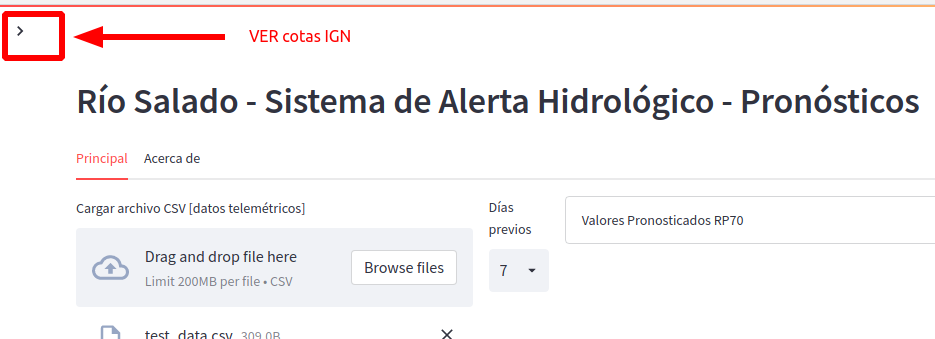 VER cotas IGN
Río Salado - Sistema de Alerta Hidrológico - Pronósticos
Principal
Acerca de
Cargar archivo CSV [datos telemétricos]
Drag and drop file here
Limit 200MB per file • CSV
Browse files
test_data.csv 309.0B
Días
previos
7
Valores Pronosticados RP70